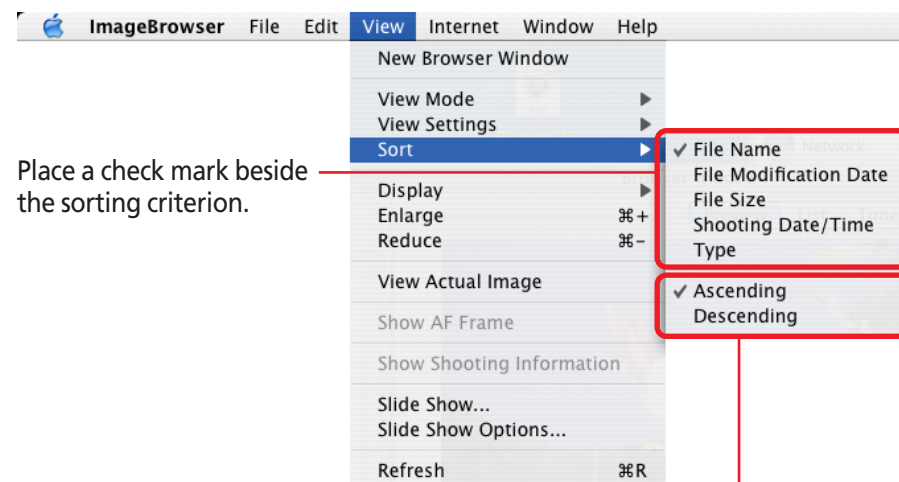 ImageBrowser File Edit View Internet Window Help
New Browser Window
View Mode
View Settings
Sort
Place a check mark beside
the sorting criterion.
✓ File Name
File Modification Date
File Size
Shooting Date/Time
Type
✓ Ascending
Descending
Display
Enlarge ⌘+
Reduce ⌘-
View Actual Image
Show AF Frame
Show Shooting Information
Slide Show...
Slide Show Options...
Refresh ⌘R